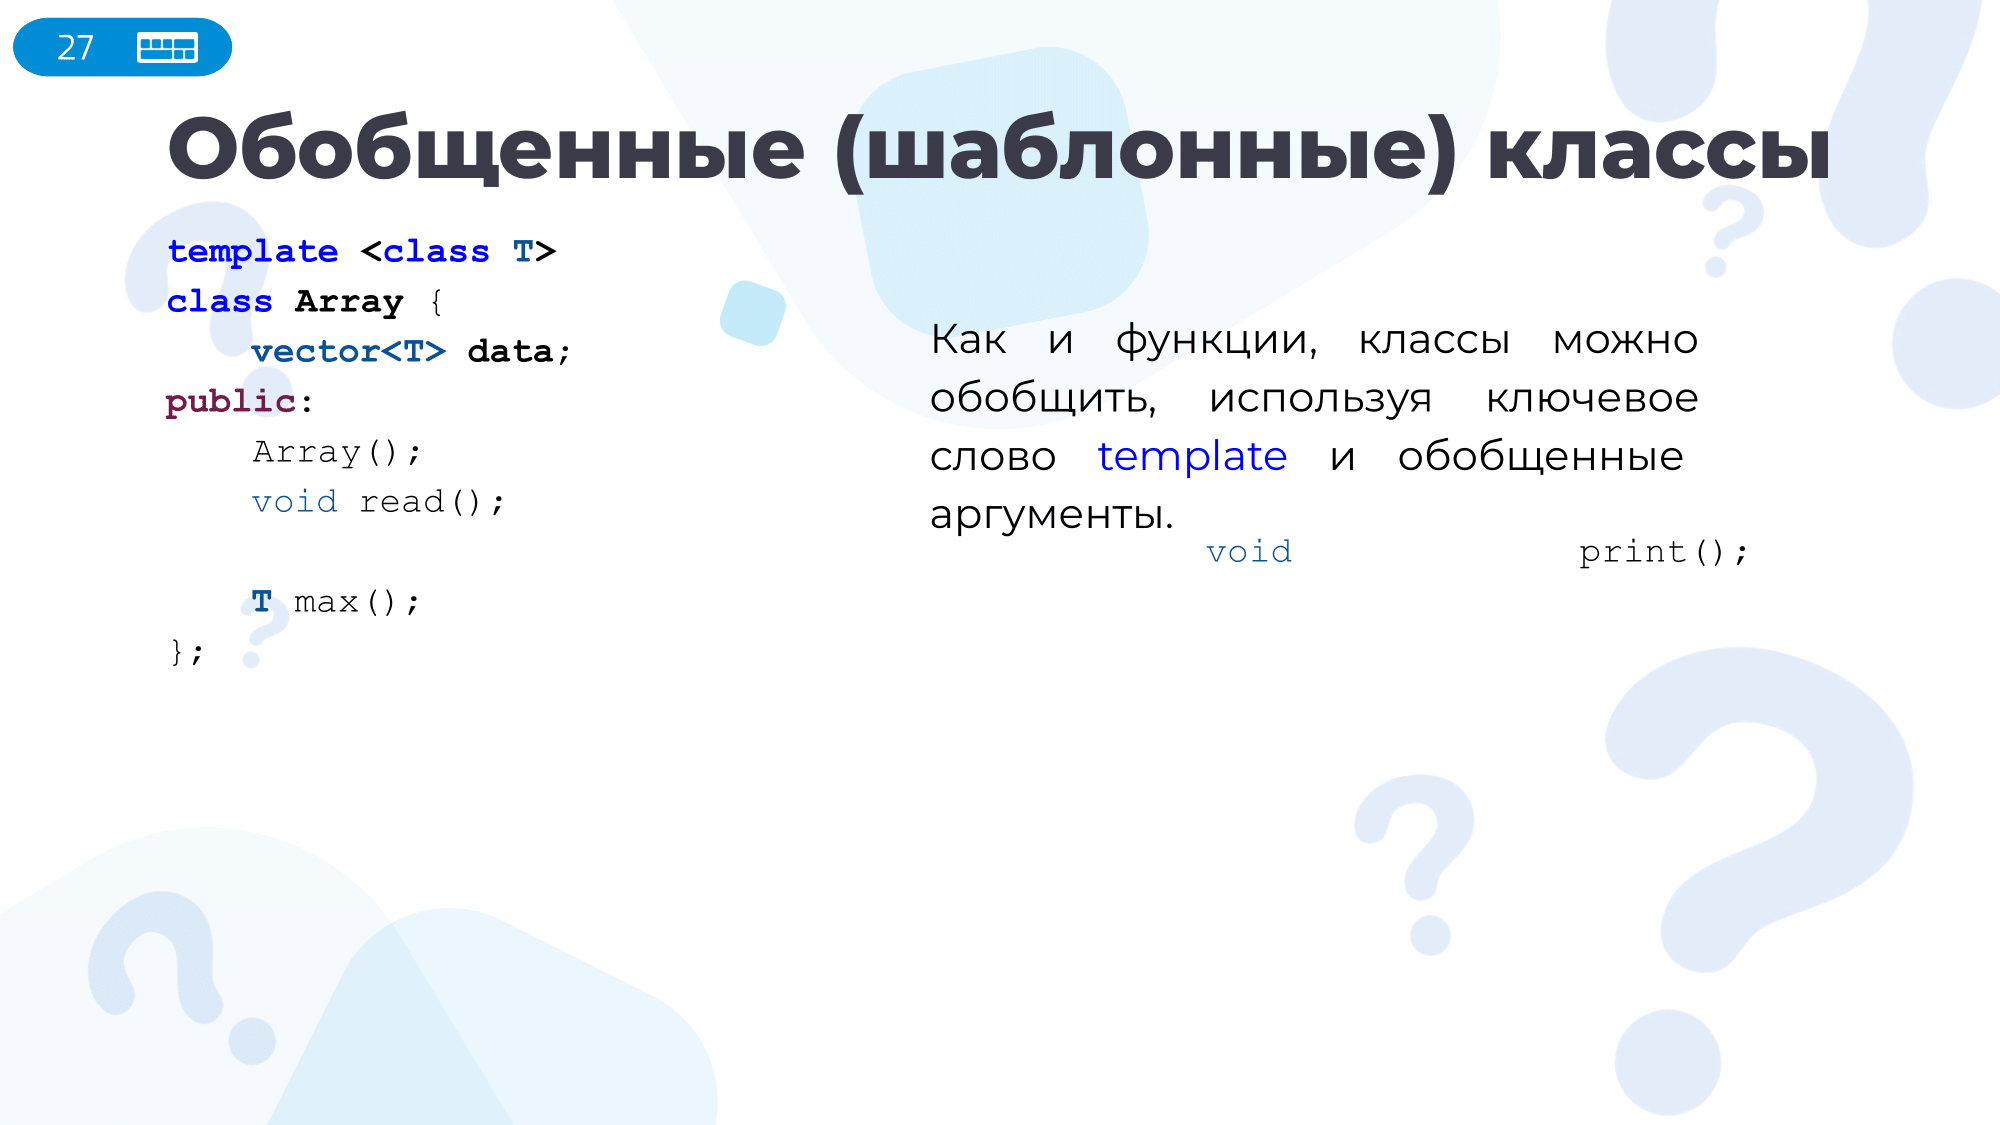 27
Обобщенные (шаблонные) классы
template <class T>
class Array {
vector<T> data;
public:
Array();
void read();
void print();
T max();
};
Как и функции, классы можно
обобщить, используя ключевое
слово template и обобщенные
аргументы.